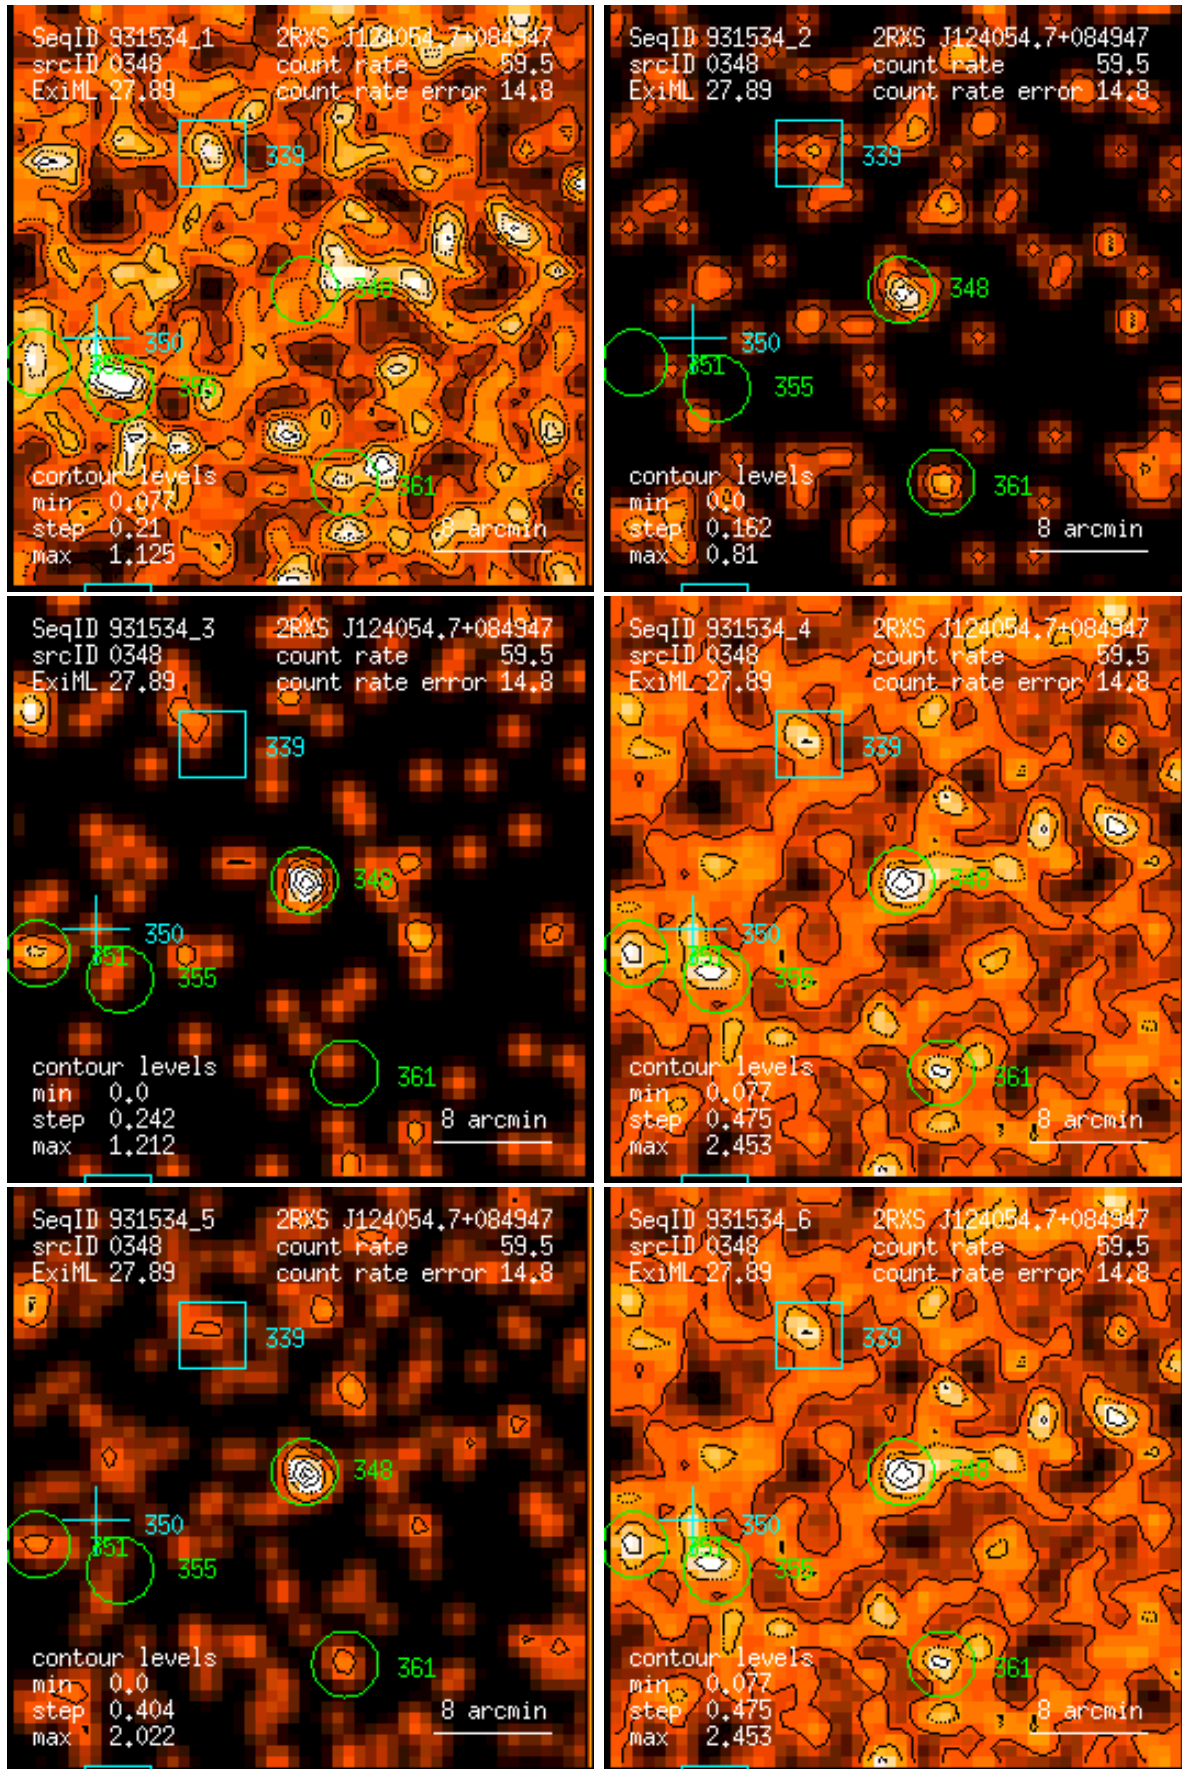 SeqID 931534_1 2RXS J124054.7+084947
srcID 0348 count rate 59.5
ExiML 27.89 count rate error 14.8
339
348
350
351
355
361
contour levels
min 0.077
step 0.21
max 1.125
8 arcmin
SeqID 931534_2 2RXS J124054.7+084947
srcID 0348 count rate 59.5
ExiML 27.89 count rate error 14.8
339
348
350
351
355
361
contour levels
min 0.0
step 0.162
max 0.81
8 arcmin
SeqID 931534_3 2RXS J124054.7+084947
srcID 0348 count rate 59.5
ExiML 27.89 count rate error 14.8
339
348
350
351
355
361
contour levels
min 0.0
step 0.242
max 1.212
8 arcmin
SeqID 931534_4 2RXS J124054.7+084947
srcID 0348 count rate 59.5
ExiML 27.89 count rate error 14.8
339
348
350
351
355
361
contour levels
min 0.077
step 0.475
max 2.453
8 arcmin
SeqID 931534_5 2RXS J124054.7+084947
srcID 0348 count rate 59.5
ExiML 27.89 count rate error 14.8
339
348
350
351
355
361
contour levels
min 0.0
step 0.404
max 2.022
8 arcmin
SeqID 931534_6 2RXS J124054.7+084947
srcID 0348 count rate 59.5
ExiML 27.89 count rate error 14.8
339
348
350
351
355
361
contour levels
min 0.077
step 0.475
max 2.453
8 arcmin